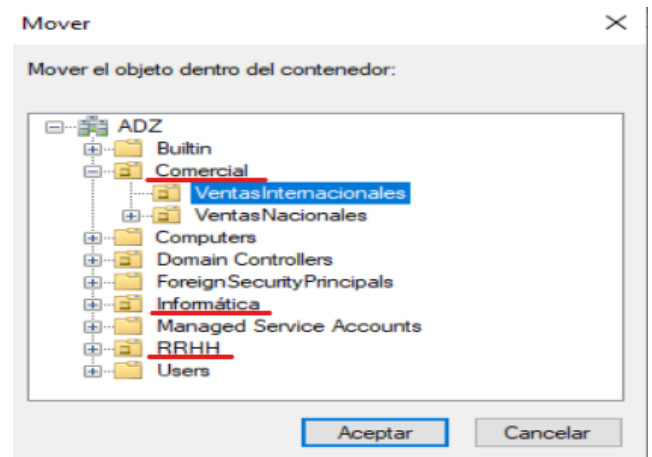 Mover
Mover el objeto dentro del contenedor:
ADZ
Builtin
Comercial
VentasInternacionales
VentasNacionales
Computers
Domain Controllers
ForeignSecurityPrincipals
Informática
Managed Service Accounts
RRHH
Users
Aceptar Cancelar